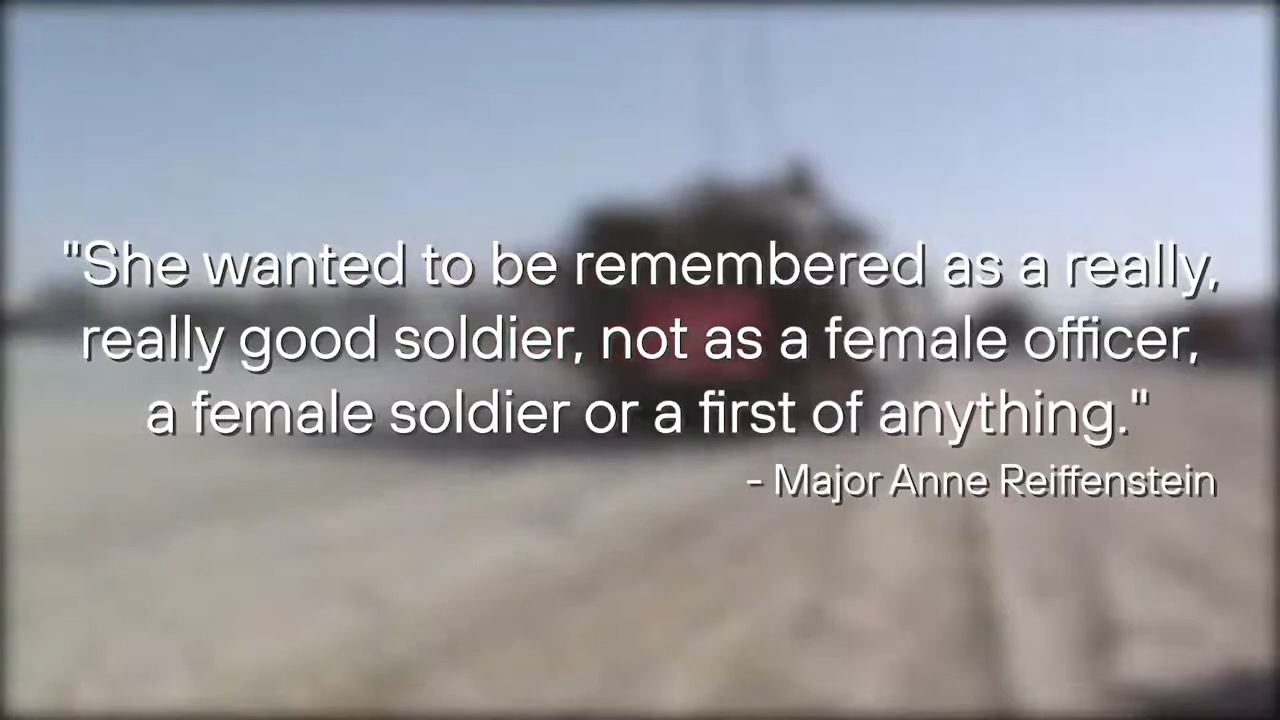 "She wanted to be remembered as a really,
really good soldier, not as a female officer,
a female soldier or a first of anything."
- Major Anne Reiffenstein